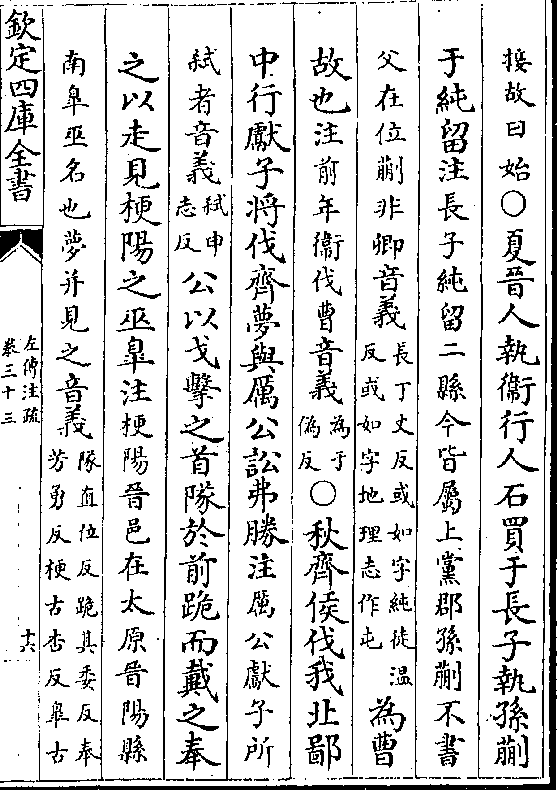 接故曰始○夏晉人執衞行人石買于長子執孫蒯
于純留注長子純留二縣今皆屬上黨郡孫蒯不書
父在位蒯非卿音義長丁丈反或如字純徒温
反或如字地理志作屯為曹
故也注前年衞伐曹音義為于
偽反○秋齊侯伐我北鄙
中行獻子将伐齊夢與厲公訟弗勝注厲公獻子所
弑者音義弑申
志反公以戈擊之首隊於前跪而戴之奉
之以走見梗陽之巫臯注梗陽晉邑在太原晉陽縣
南臯巫名也夢并見之音義隊直位反跪其委反奉
芳勇反梗古杏反臯古
欽定四庫全書
左傳注疏
卷三十三
十六